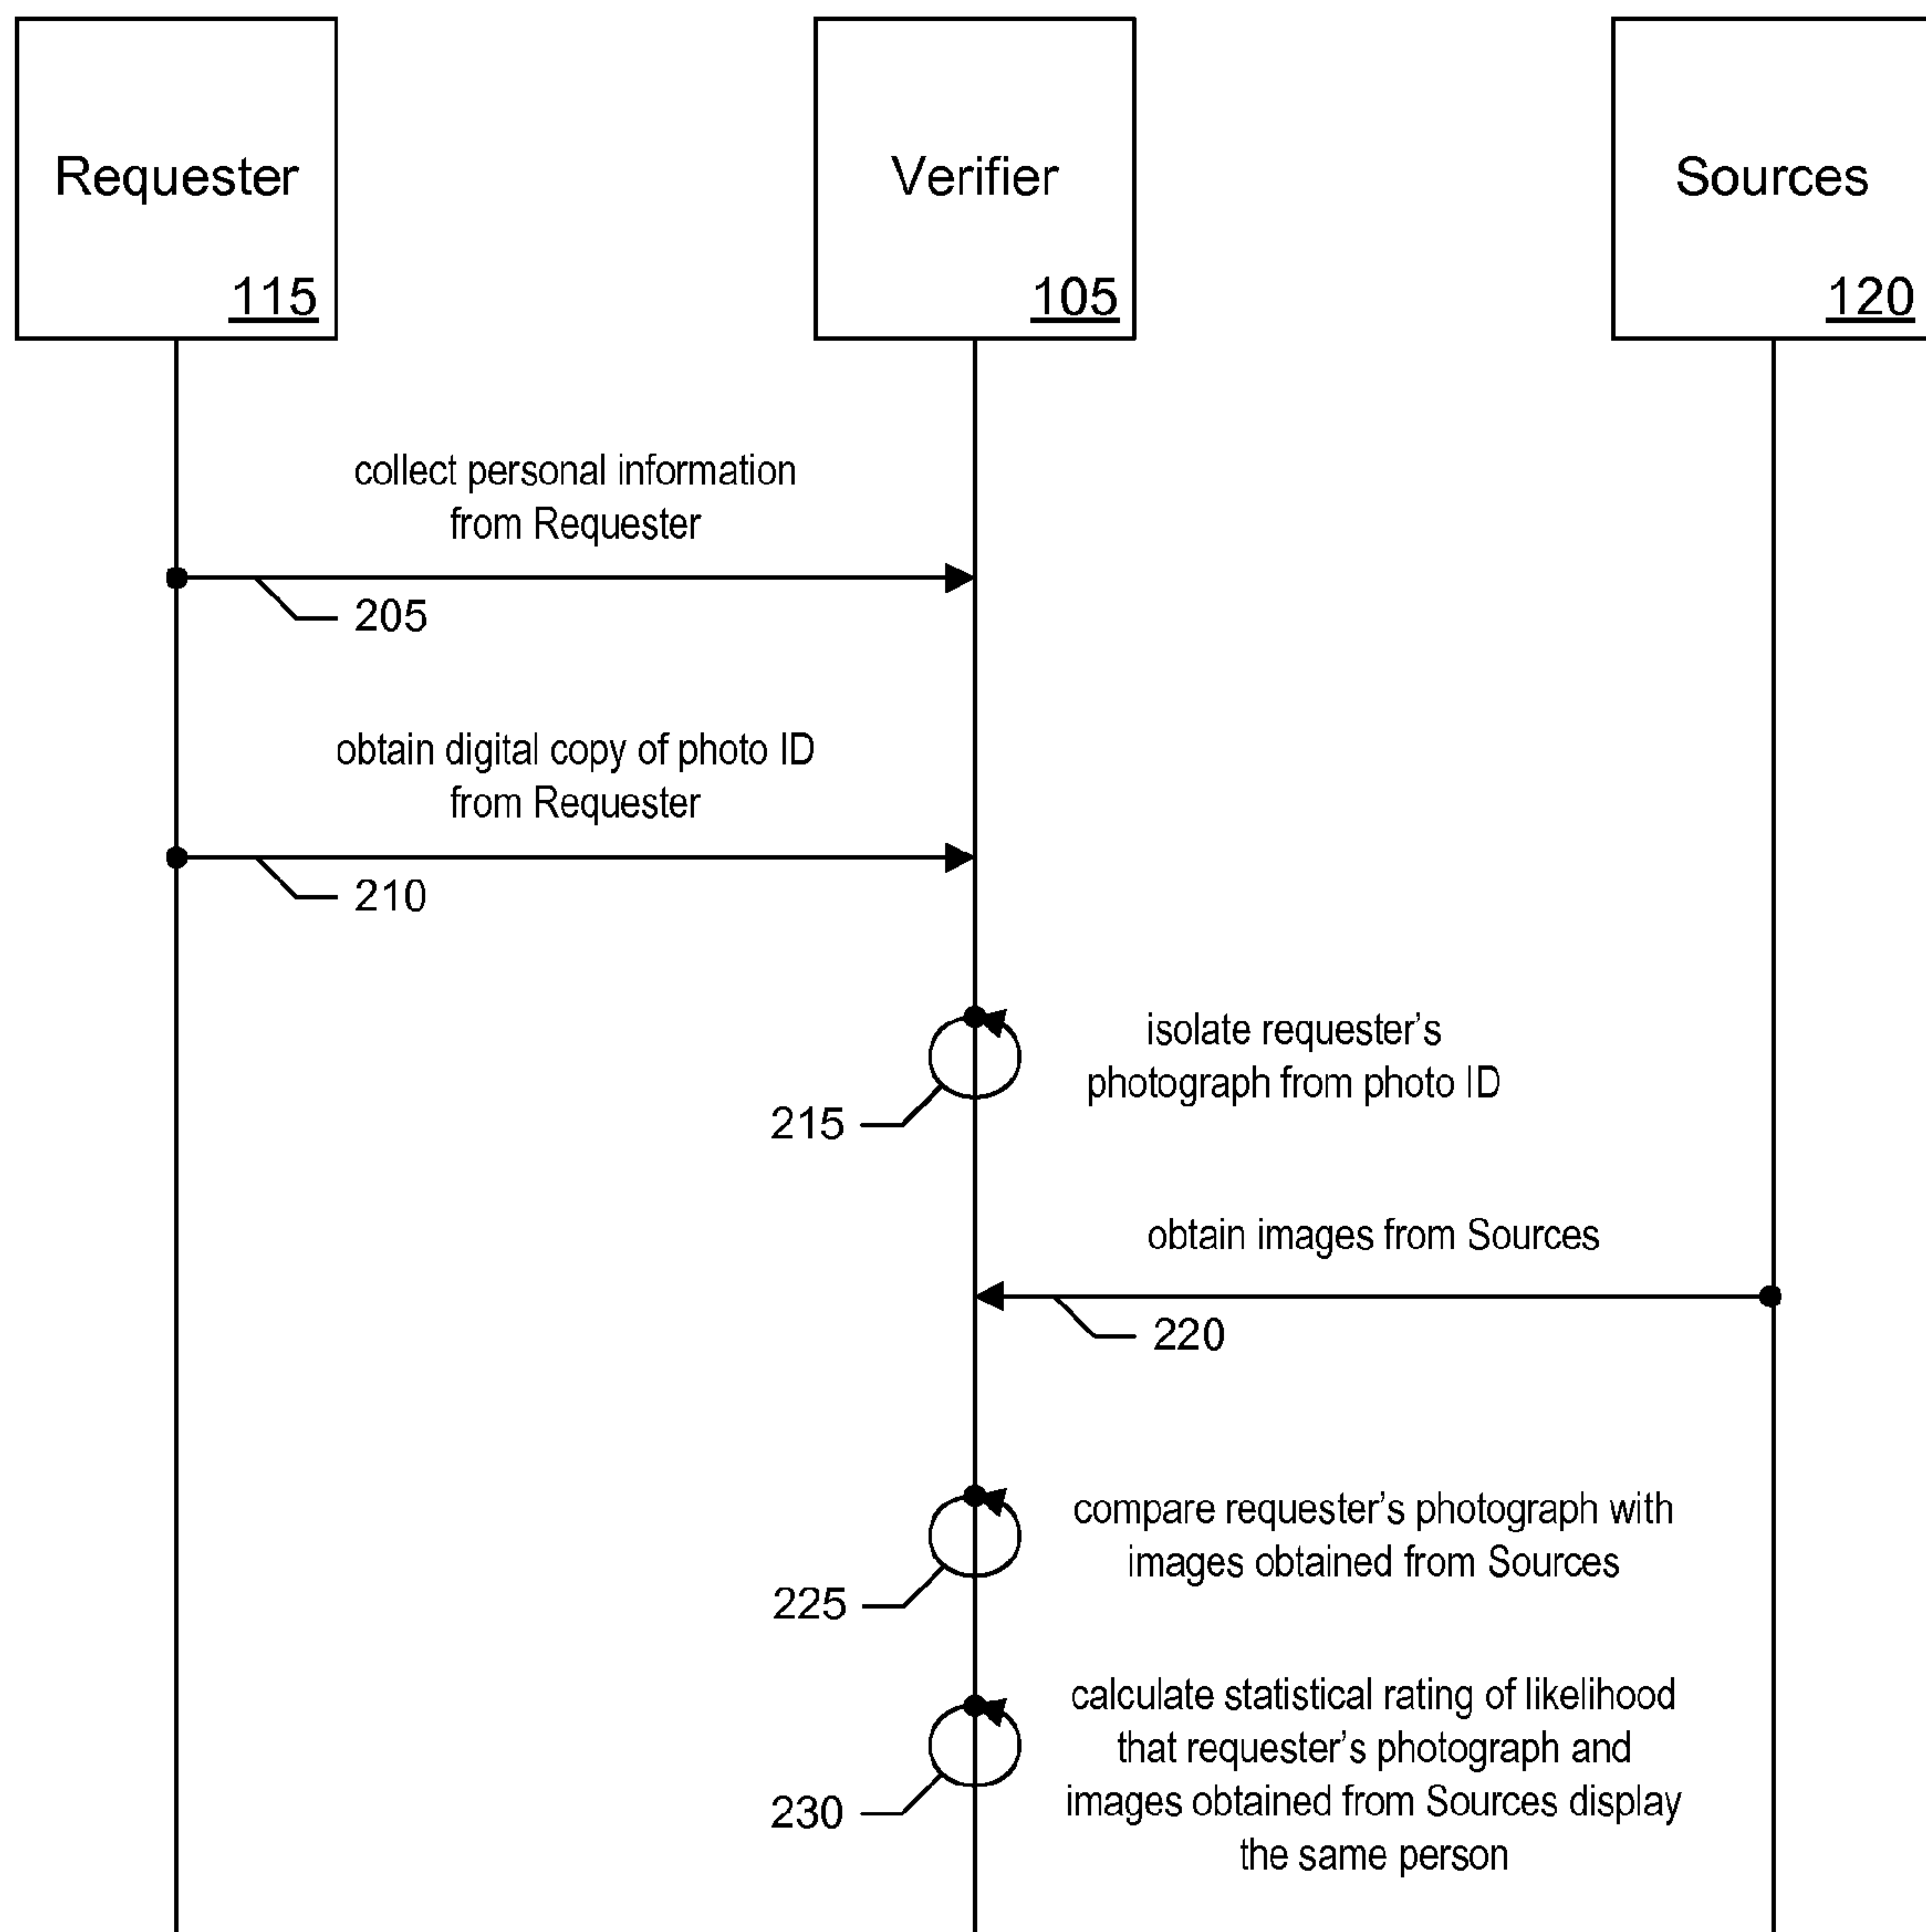 Requester
115
Verifier
105
Sources
120
collect personal information
from Requester
205
obtain digital copy of photo ID
from Requester
210
isolate requester's
photograph from photo ID
215
obtain images from Sources
220
compare requester's photograph with
images obtained from Sources
225
calculate statistical rating of likelihood
that requester's photograph and
images obtained from Sources display
the same person
230